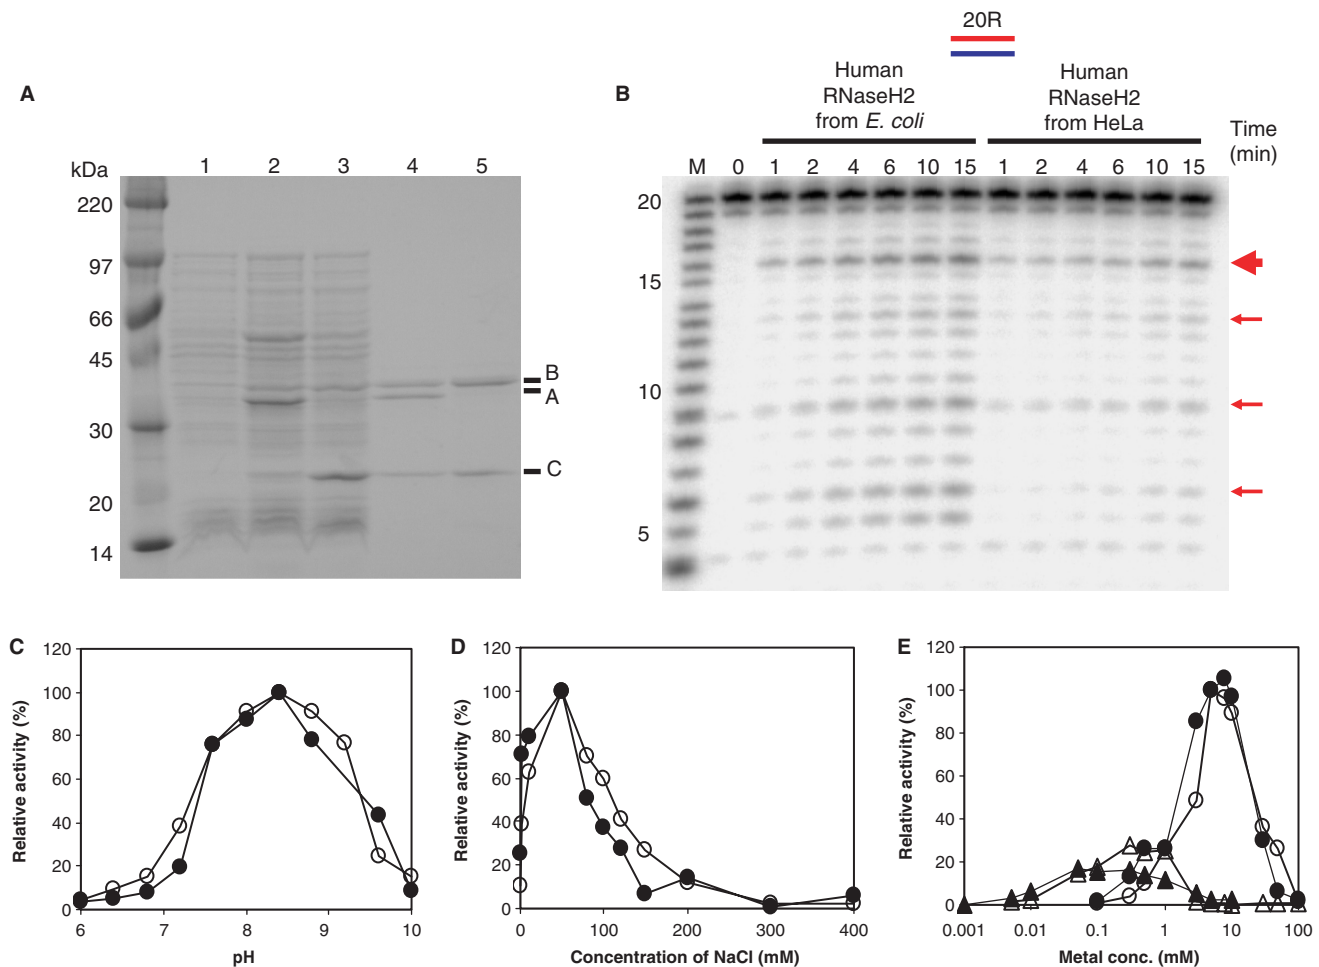 A
kDa
1 2 3 4 5
220
97
66
45
30
20
14
B
A
C
B
20R
Human
RNaseH2
from E. coli
Human
RNaseH2
from HeLa
Time
(min)
M 0 1 2 4 6 10 15 1 2 4 6 10 15
20
15
10
5
C
Relative activity (%)
120
100
80
60
40
20
0
6 7 8 9 10
pH
D
Relative activity (%)
120
100
80
60
40
20
0
0 100 200 300 400
Concentration of NaCl (mM)
E
Relative activity (%)
120
100
80
60
40
20
0
0.001 0.01 0.1 1 10 100
Metal conc. (mM)